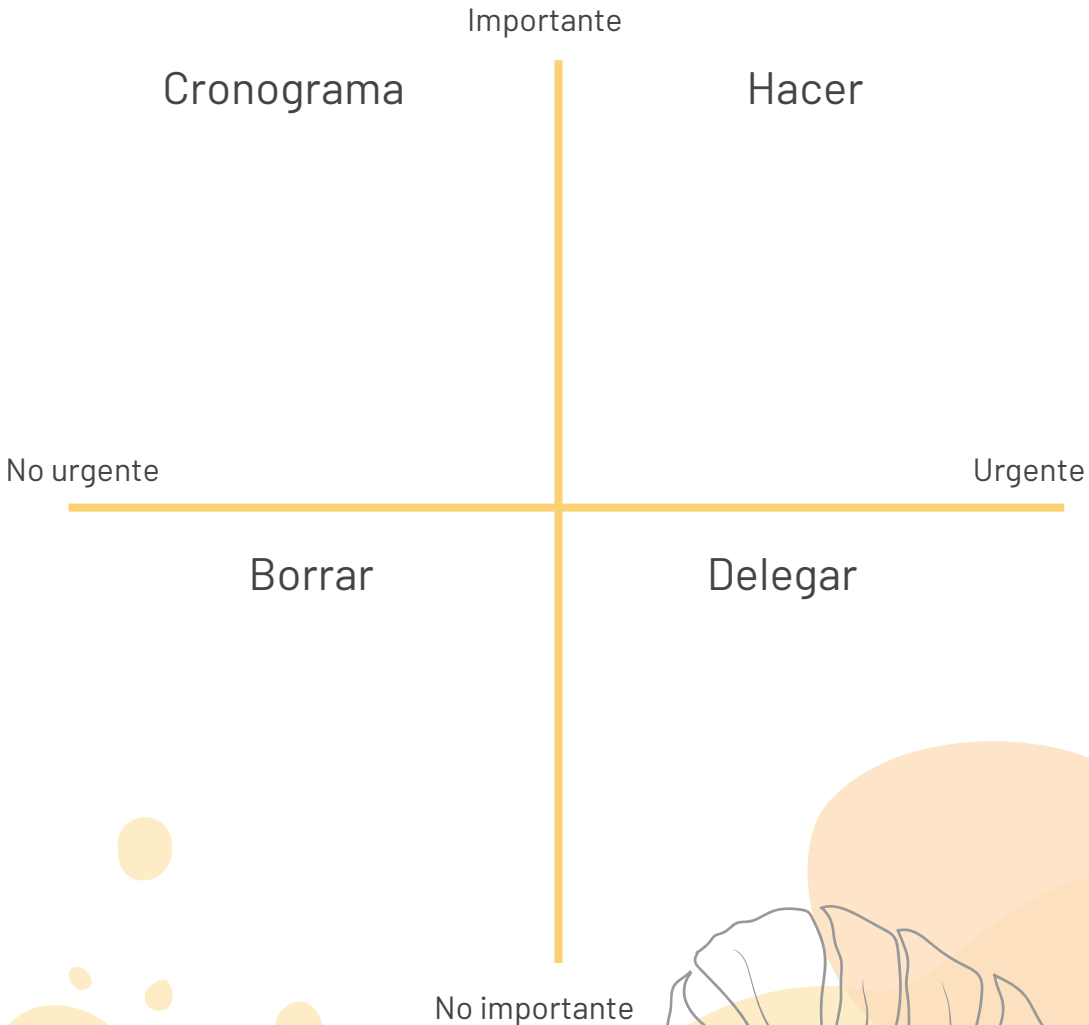 Importante
Cronograma
Hacer
No urgente
Urgente
Borrar
Delegar
No importante